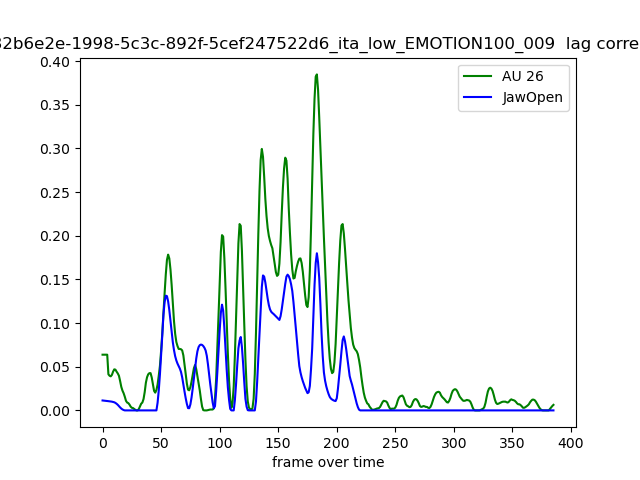 32b6e2e-1998-5c3c-892f-5cef247522d6_ita_low_EMOTION100_009 lag corre
AU 26
JawOpen
0.40
0.35
0.30
0.25
0.20
0.15
0.10
0.05
0.00
0 50 100 150 200 250 300 350 400
frame over time